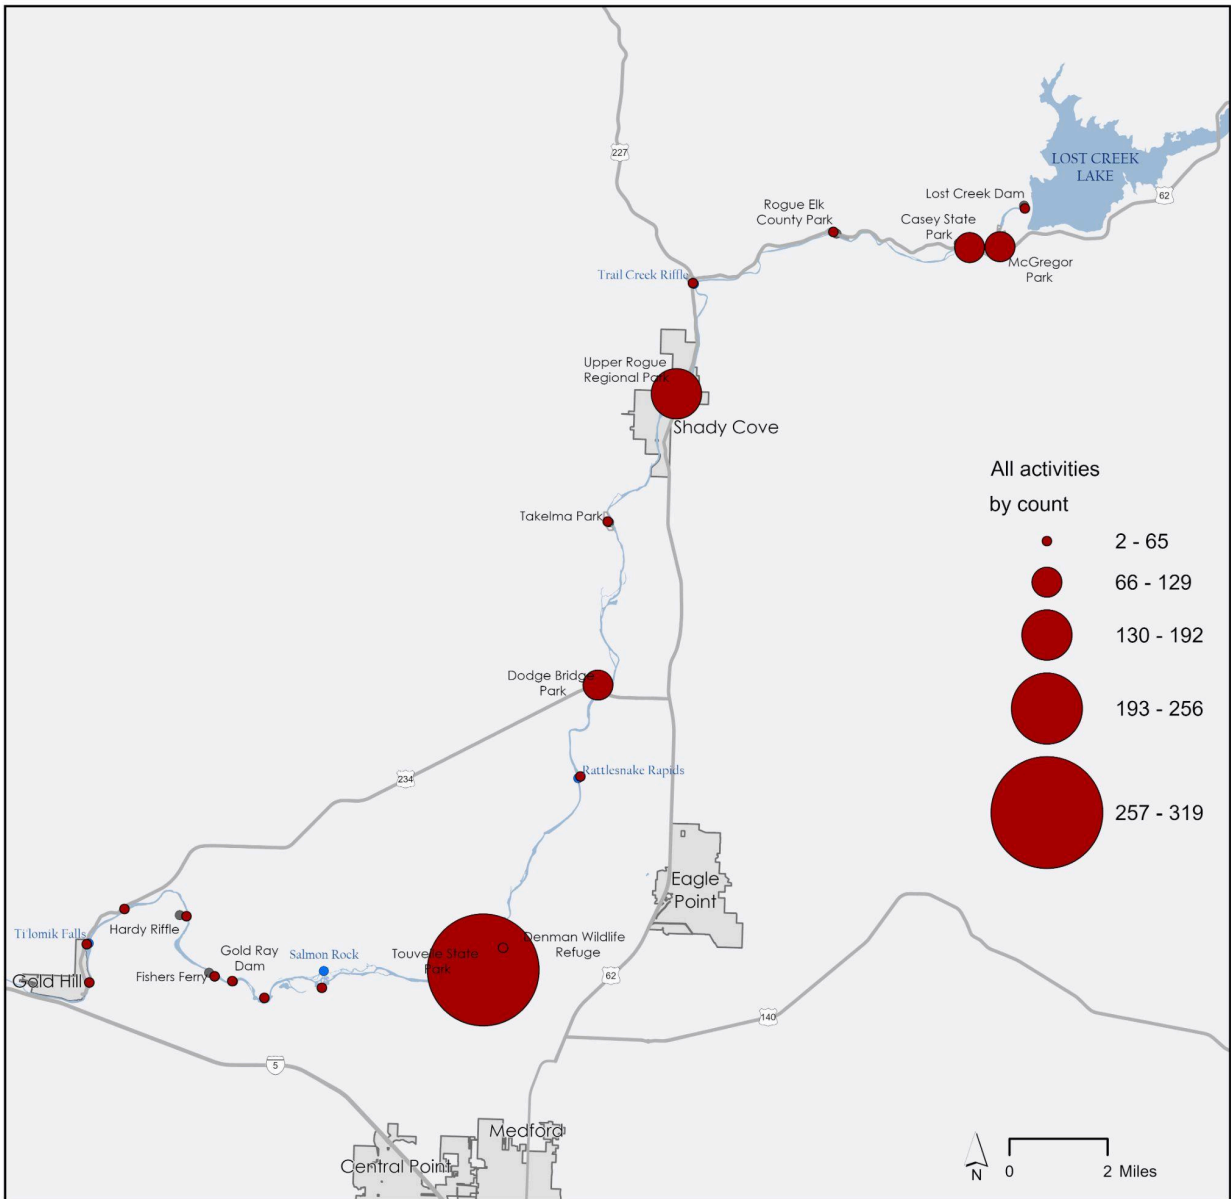 227
LOST CREEK
LAKE
62
Lost Creek Dam
Rogue Elk
County Park
Casey State
Park
McGregor
Park
Trail Creek Riffle
Upper Rogue
Regional Park
Shady Cove
All activities
by count
2 - 65
66 - 129
130 - 192
193 - 256
257 - 319
Takelma Park
Dodge Bridge
Park
Rattlesnake Rapids
234
Eagle
Point
Ti'lomik Falls
Hardy Riffle
Gold Ray
Dam
Salmon Rock
Touvelle State
Park
Denman Wildlife
Refuge
Fishers Ferry
Gold Hill
62
140
5
Medford
Central Point
N
0
2 Miles